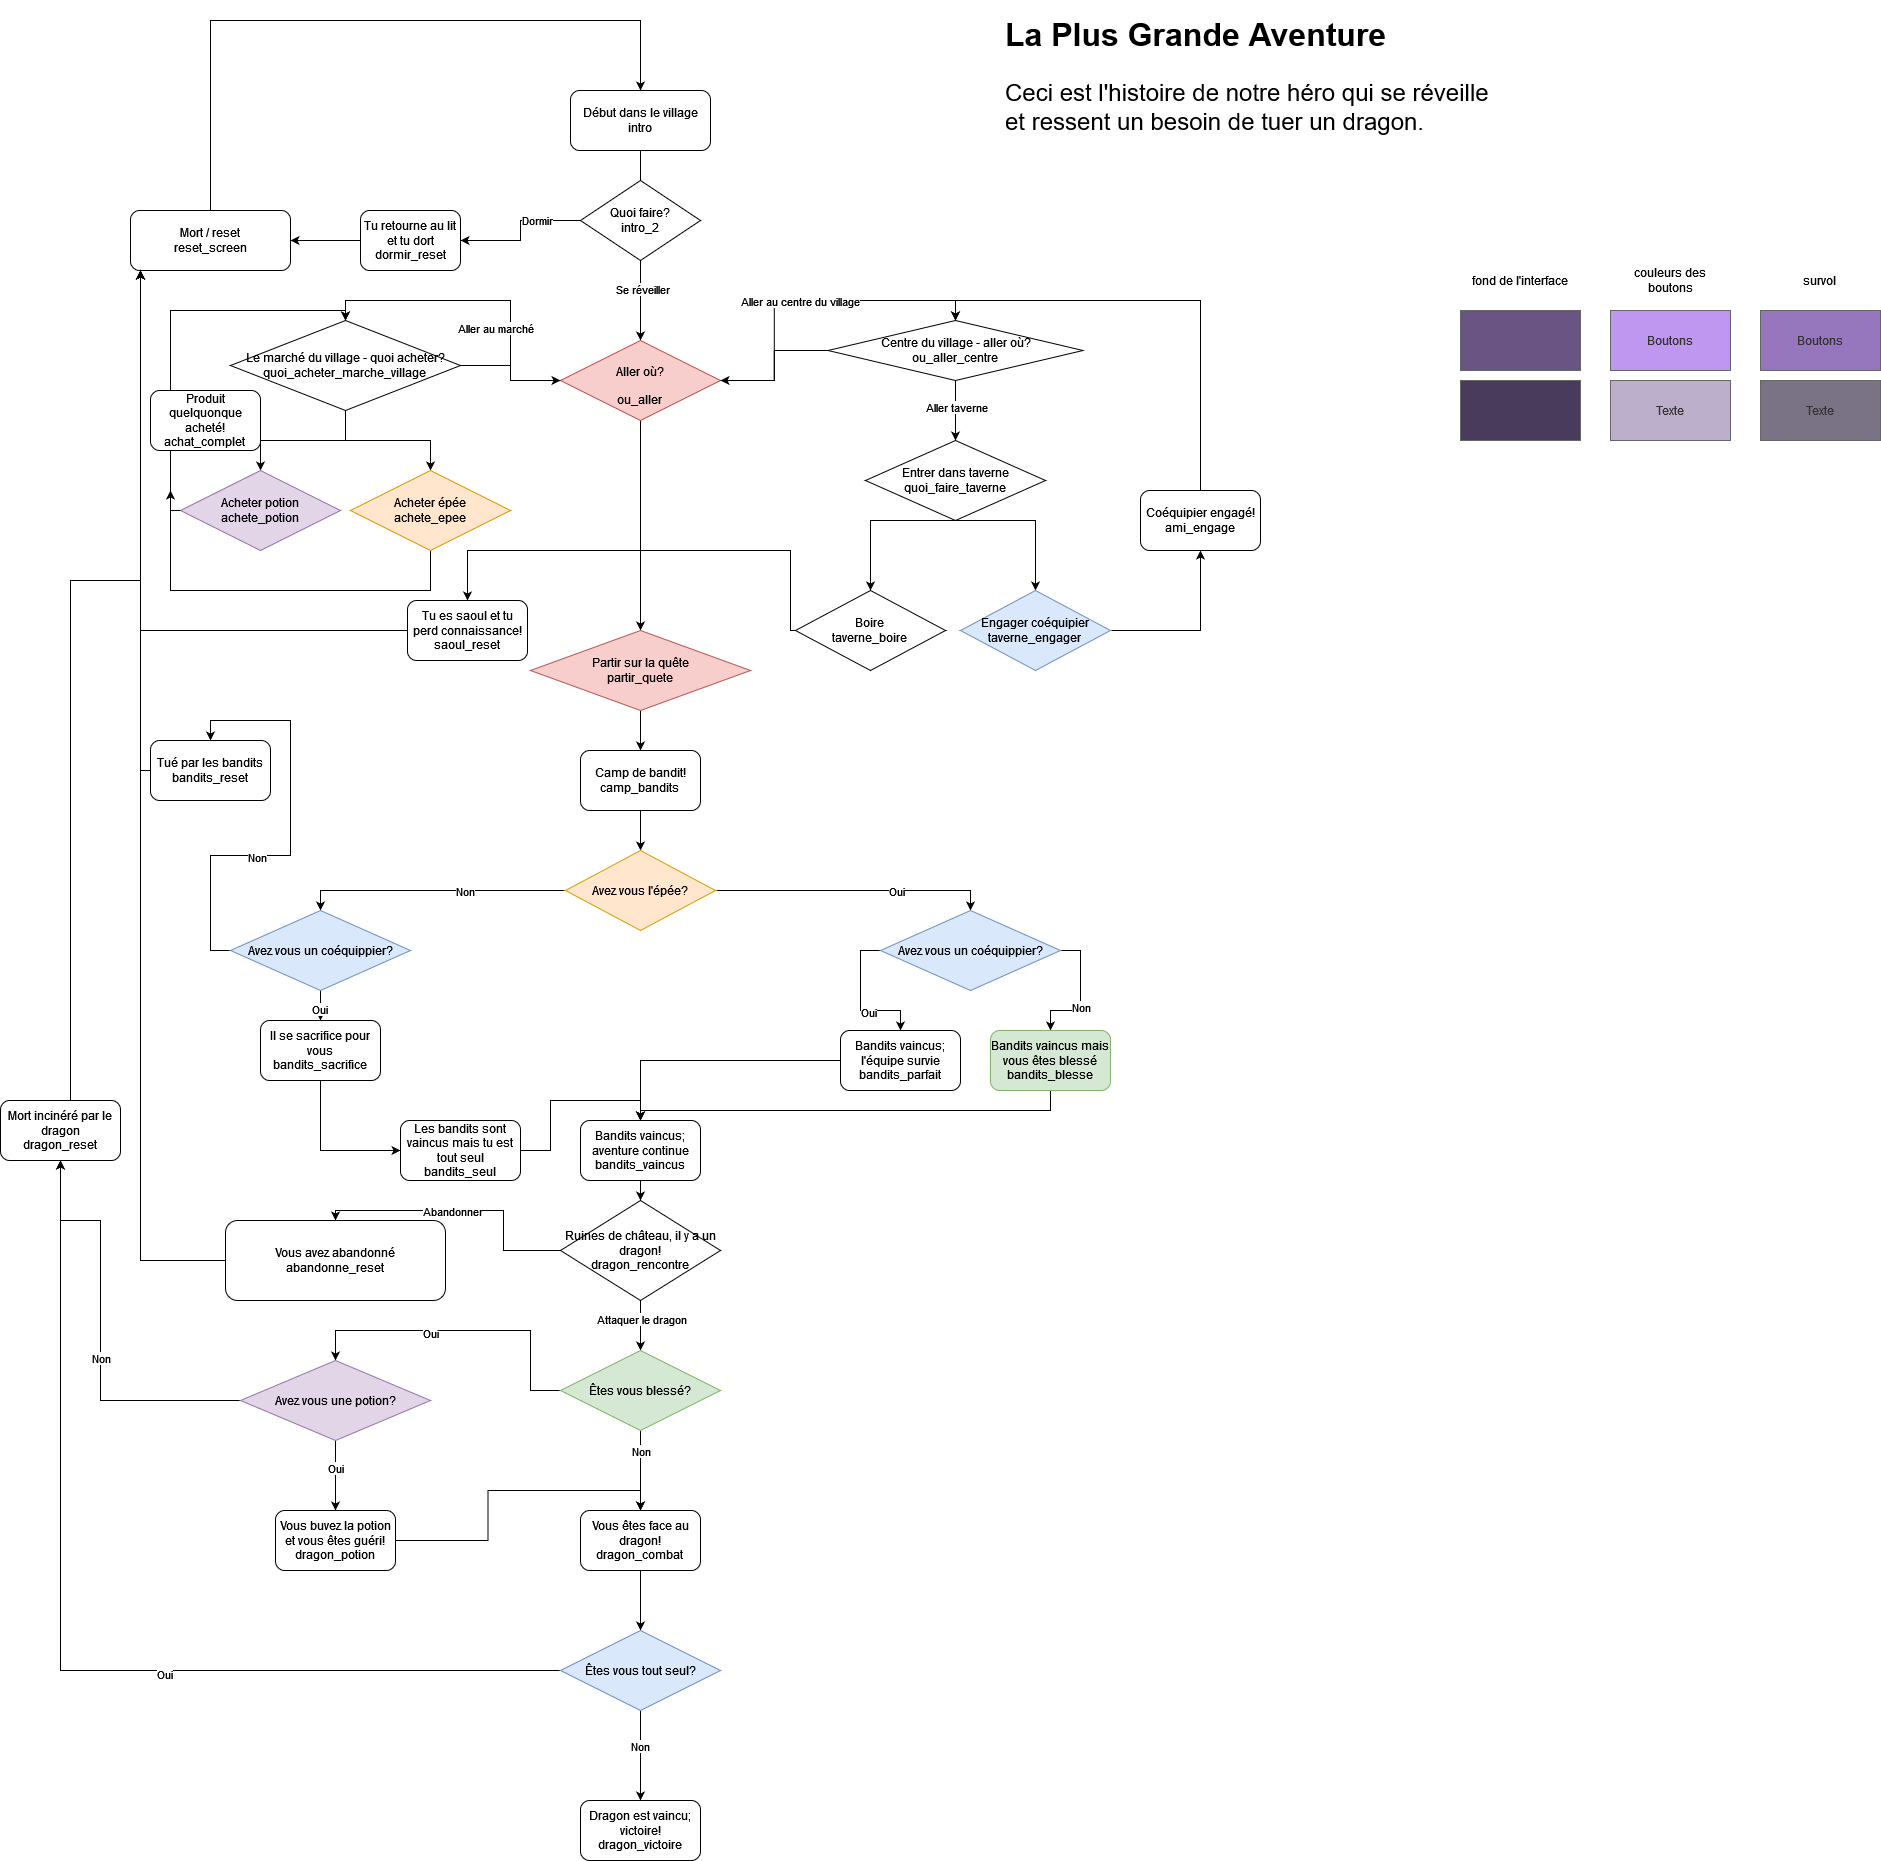 La Plus Grande Aventure
Ceci est l'histoire de notre héro qui se réveille
et ressent un besoin de tuer un dragon.
Début dans le village
intro
Quoi faire?
intro_2
Dormir
Tu retourne au lit
et tu dort
dormir_reset
Mort / reset
reset_screen
Se réveiller
fond de l'interface
couleurs des
boutons
survol
Boutons
Boutons
Texte
Texte
Aller au marché
Le marché du village - quoi acheter?
quoi_acheter_marche_village
Aller où?
ou_aller
Aller au centre du village
Centre du village - aller où?
ou_aller_centre
Aller taverne
Produit
quelquonque
acheté!
achat_complet
Acheter potion
achete_potion
Acheter épée
achete_epee
Entrer dans taverne
quoi_faire_taverne
Coéquipier engagé!
ami_engage
Tu es saoul et tu
perd connaissance!
saoul_reset
Boire
taverne_boire
Engager coéquipier
taverne_engager
Partir sur la quête
partir_quete
Tué par les bandits
bandits_reset
Camp de bandit!
camp_bandits
Non
Non
Avez vous l'épée?
Oui
Avez vous un coéquippier?
Avez vous un coéquippier?
Oui
Oui
Non
Il se sacrifice pour
vous
bandits_sacrifice
Bandits vaincus;
l'équipe survie
bandits_parfait
Bandits vaincus mais
vous êtes blessé
bandits_blesse
Mort incinéré par le
dragon
dragon_reset
Les bandits sont
vaincus mais tu est
tout seul
bandits_seul
Bandits vaincus;
aventure continue
bandits_vaincus
Abandonner
Vous avez abandonné
abandonne_reset
Ruines de château, il y a un
dragon!
dragon_rencontre
Attaquer le dragon
Oui
Non
Avez vous une potion?
Êtes vous blessé?
Non
Oui
Vous buvez la potion
et vous êtes guéri!
dragon_potion
Vous êtes face au
dragon!
dragon_combat
Oui
Êtes vous tout seul?
Non
Dragon est vaincu;
victoire!
dragon_victoire